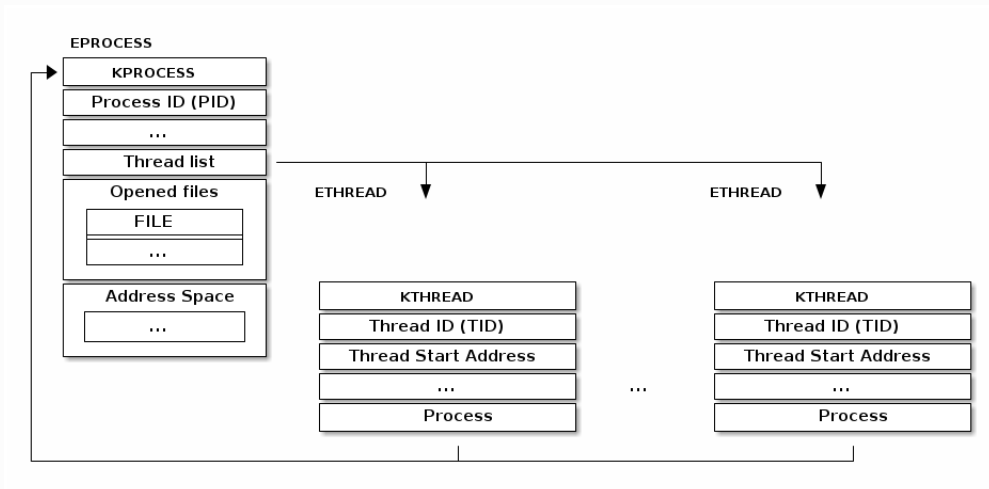 EPROCESS
KPROCESS
Process ID (PID)
...
Thread list
Opened files
FILE
...
Address Space
...
ETHREAD
KTHREAD
Thread ID (TID)
Thread Start Address
...
Process
...
ETHREAD
KTHREAD
Thread ID (TID)
Thread Start Address
...
Process